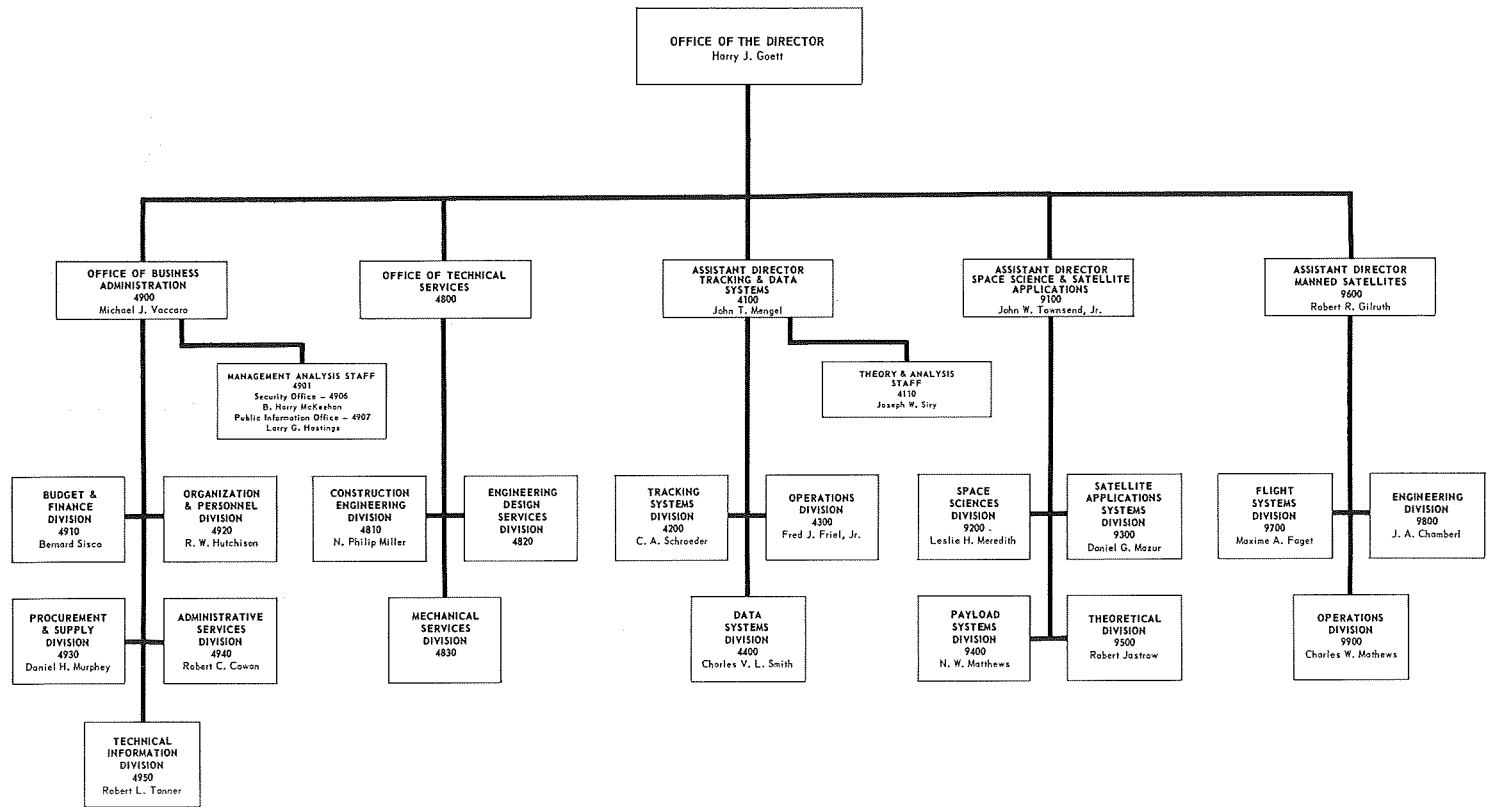 OFFICE OF THE DIRECTOR
Harry J. Goett
OFFICE OF BUSINESS
ADMINISTRATION
4900
Michael J. Vaccaro
OFFICE OF TECHNICAL
SERVICES
4800
ASSISTANT DIRECTOR
TRACKING & DATA
SYSTEMS
4100
John T. Mengel
ASSISTANT DIRECTOR
SPACE SCIENCE & SATELLITE
APPLICATIONS
9100
John W. Townsend, Jr.
ASSISTANT DIRECTOR
MANNED SATELLITES
9600
Robert R. Gilruth
MANAGEMENT ANALYSIS STAFF
4901
Security Office – 4906
B. Harry McKeehan
Public Information Office – 4907
Larry G. Hastings
THEORY & ANALYSIS
STAFF
4110
Joseph W. Siry
BUDGET &
FINANCE
DIVISION
4910
Bernard Sisco
ORGANIZATION
& PERSONNEL
DIVISION
4920
R. W. Hutchison
CONSTRUCTION
ENGINEERING
DIVISION
4810
N. Philip Miller
ENGINEERING
DESIGN
SERVICES
DIVISION
4820
TRACKING
SYSTEMS
DIVISION
4200
C. A. Schroeder
OPERATIONS
DIVISION
4300
Fred J. Friel, Jr.
SPACE
SCIENCES
DIVISION
9200
Leslie H. Meredith
SATELLITE
APPLICATIONS
SYSTEMS
DIVISION
9300
Daniel G. Mazur
FLIGHT
SYSTEMS
DIVISION
9700
Maxime A. Faget
ENGINEERING
DIVISION
9800
J. A. Chamberl
PROCUREMENT
& SUPPLY
DIVISION
4930
Daniel H. Murphey
ADMINISTRATIVE
SERVICES
DIVISION
4940
Robert C. Cowan
MECHANICAL
SERVICES
DIVISION
4830
DATA
SYSTEMS
DIVISION
4400
Charles V. L. Smith
PAYLOAD
SYSTEMS
DIVISION
9400
N. W. Matthews
THEORETICAL
DIVISION
9500
Robert Jastrow
OPERATIONS
DIVISION
9900
Charles W. Mathews
TECHNICAL
INFORMATION
DIVISION
4950
Robert L. Tanner